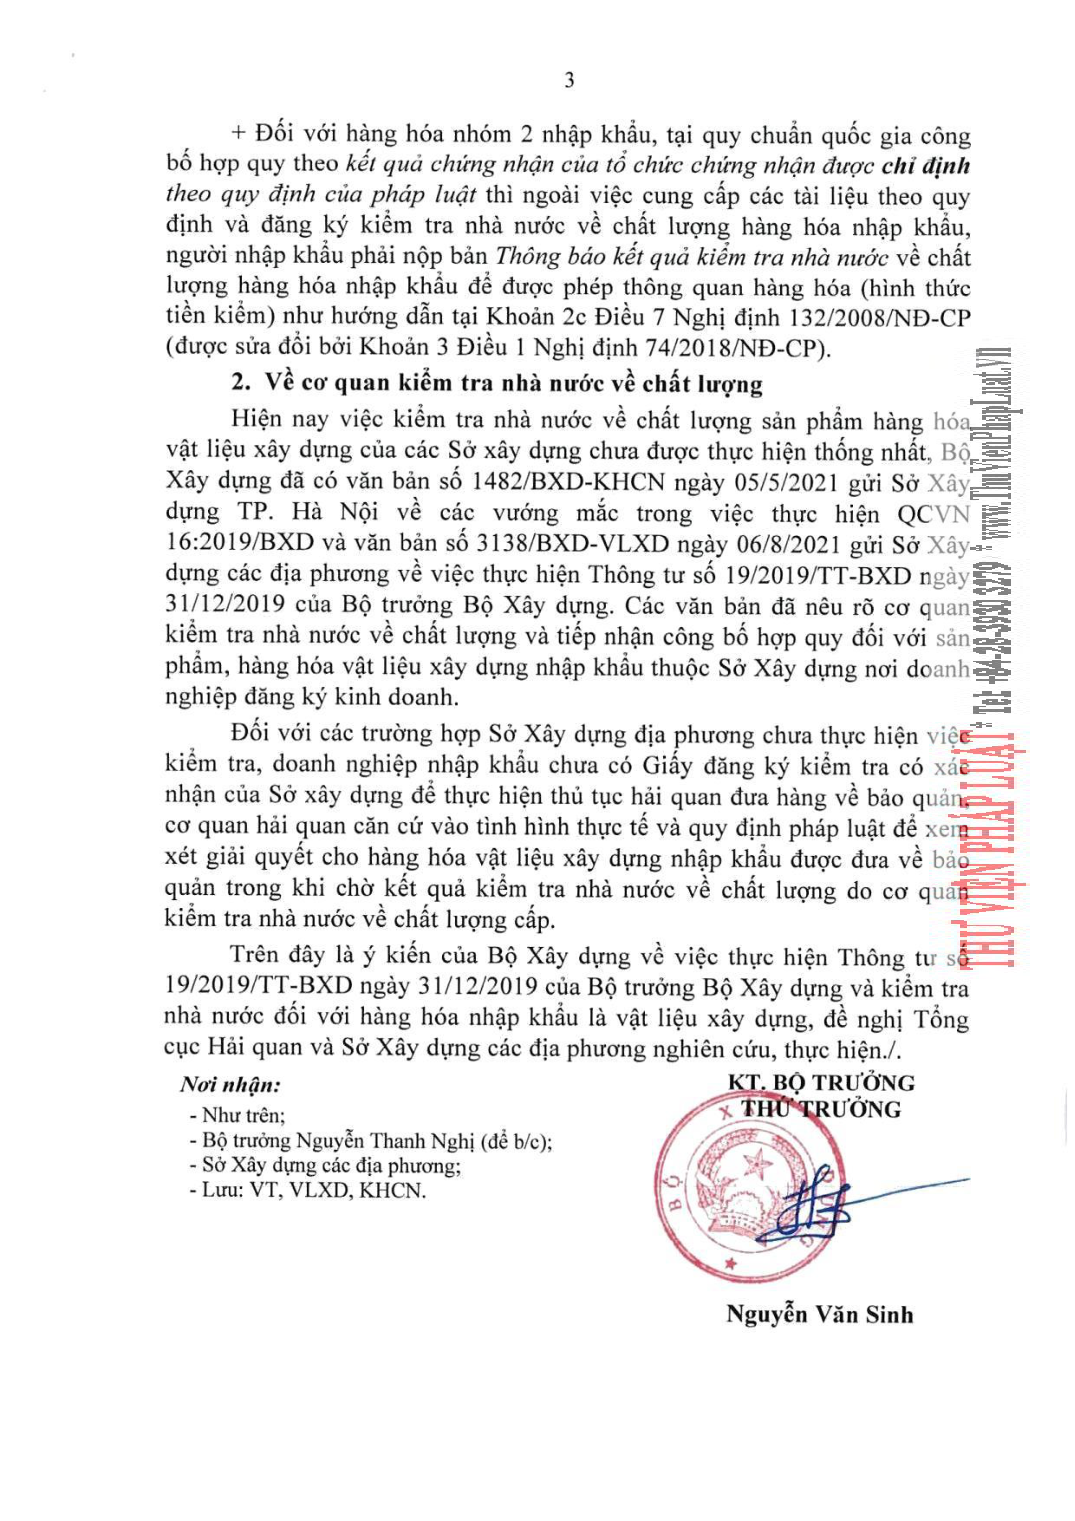 3
+ Đối với hàng hóa nhóm 2 nhập khẩu, tại quy chuẩn quốc gia công
bố hợp quy theo kết quả chứng nhận của tổ chức chứng nhận được chỉ định
theo quy định của pháp luật thì ngoài việc cung cấp các tài liệu theo quy
định và đăng ký kiểm tra nhà nước về chất lượng hàng hóa nhập khẩu,
người nhập khẩu phải nộp bản Thông báo kết quả kiểm tra nhà nước về chất
lượng hàng hóa nhập khẩu để được phép thông quan hàng hóa (hình thức
tiền kiểm) như hướng dẫn tại Khoản 2c Điều 7 Nghị định 132/2008/NĐ-CP
(được sửa đổi bởi Khoản 3 Điều 1 Nghị định 74/2018/NĐ-CP).
2. Về cơ quan kiểm tra nhà nước về chất lượng
Hiện nay việc kiểm tra nhà nước về chất lượng sản phẩm hàng hóa
vật liệu xây dựng của các Sở xây dựng chưa được thực hiện thống nhất, Bộ
Xây dựng đã có văn bản số 1482/BXD-KHCN ngày 05/5/2021 gửi Sở Xây
dựng TP. Hà Nội về các vướng mắc trong việc thực hiện QCVN
16:2019/BXD và văn bản số 3138/BXD-VLXD ngày 06/8/2021 gửi Sở Xây
dựng các địa phương về việc thực hiện Thông tư số 19/2019/TT-BXD ngày
31/12/2019 của Bộ trưởng Bộ Xây dựng. Các văn bản đã nêu rõ cơ quan
kiểm tra nhà nước về chất lượng và tiếp nhận công bố hợp quy đối với sản
phẩm, hàng hóa vật liệu xây dựng nhập khẩu thuộc Sở Xây dựng nơi doanh
nghiệp đăng ký kinh doanh.
Đối với các trường hợp Sở Xây dựng địa phương chưa thực hiện việc
kiểm tra, doanh nghiệp nhập khẩu chưa có Giấy đăng ký kiểm tra có xác
nhận của Sở xây dựng để thực hiện thủ tục hải quan đưa hàng về bảo quản,
cơ quan hải quan căn cứ vào tình hình thực tế và quy định pháp luật để xem
xét giải quyết cho hàng hóa vật liệu xây dựng nhập khẩu được đưa về bảo
quản trong khi chờ kết quả kiểm tra nhà nước về chất lượng do cơ quan
kiểm tra nhà nước về chất lượng cấp.
Trên đây là ý kiến của Bộ Xây dựng về việc thực hiện Thông tư số
19/2019/TT-BXD ngày 31/12/2019 của Bộ trưởng Bộ Xây dựng và kiểm tra
nhà nước đối với hàng hóa nhập khẩu là vật liệu xây dựng, đề nghị Tổng
cục Hải quan và Sở Xây dựng các địa phương nghiên cứu, thực hiện./.
Nơi nhận:
- Như trên;
- Bộ trưởng Nguyễn Thanh Nghị (để b/c);
- Sở Xây dựng các địa phương;
- Lưu: VT, VLXD, KHCN.
KT. BỘ TRƯỞNG
THỨ TRƯỞNG
BỘ XÂY DỰNG
Nguyễn Văn Sinh
THƯ VIỆN PHÁP LUẬT * Tel: +84-28-3930 3279 * www.ThuVienPhapLuat.vn